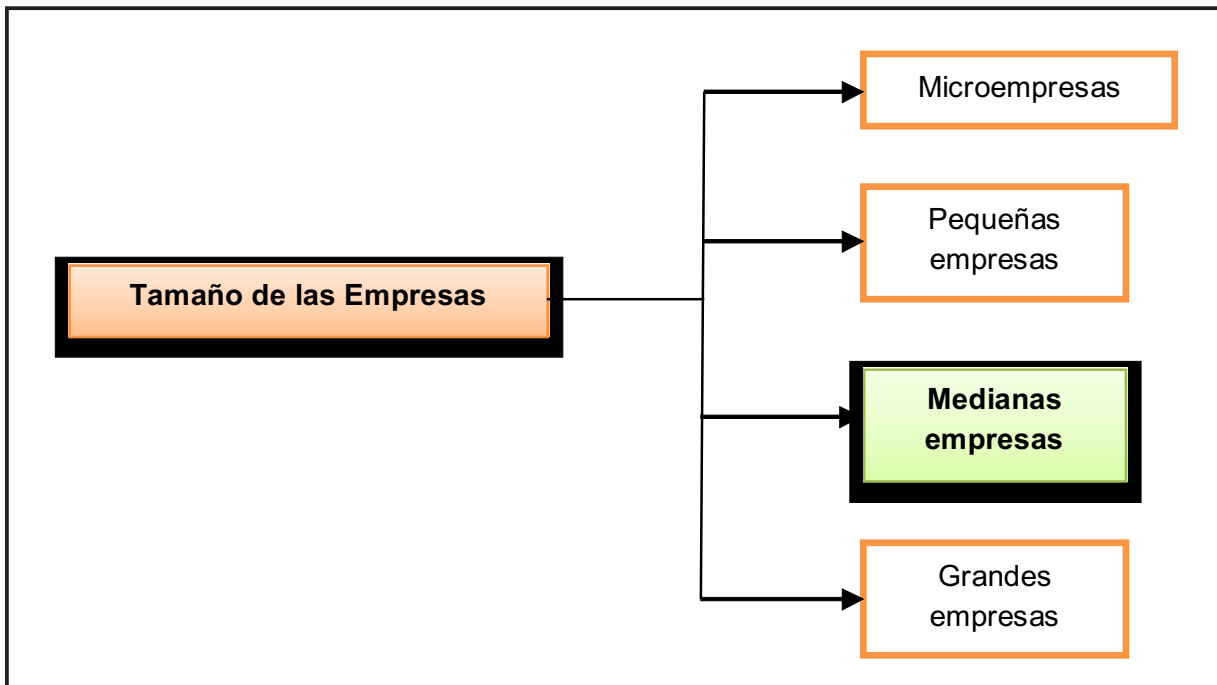 Microempresas
Pequeñas
empresas
Tamaño de las Empresas
Medianas
empresas
Grandes
empresas